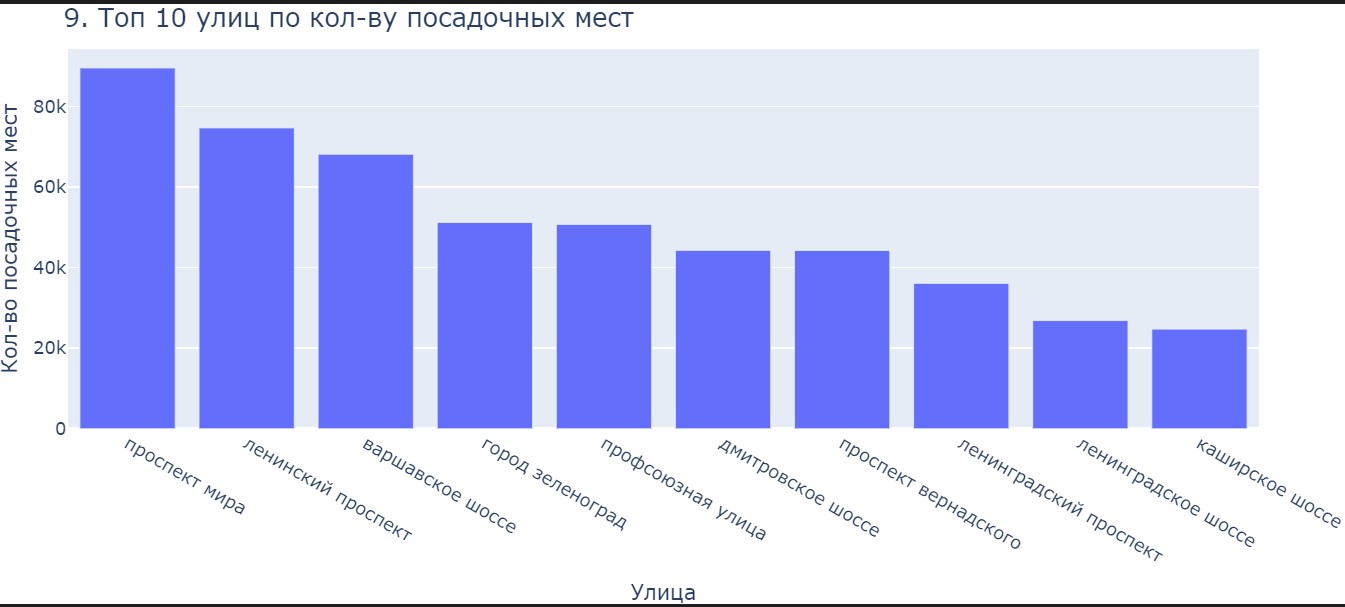 9. Топ 10 улиц по кол-ву посадочных мест
Кол-во посадочных мест
80k
60k
40k
20k
0
проспект мира
ленинский проспект
варшавское шоссе
город зеленоград
профсоюзная улица
дмитровское шоссе
проспект вернадского
ленинградский проспект
ленинградское шоссе
каширское шоссе
Улица